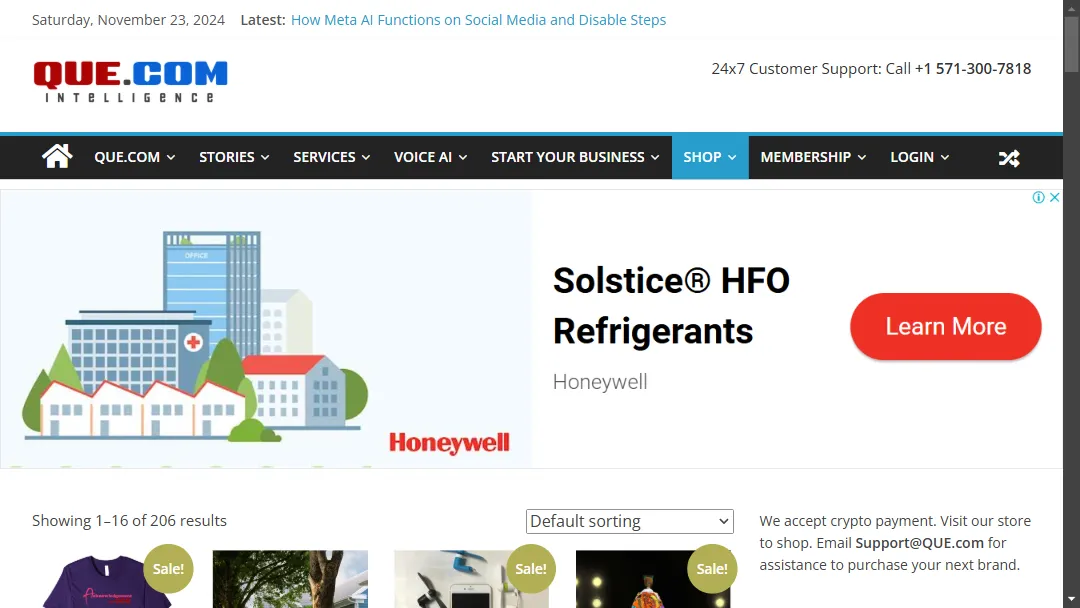 Saturday, November 23, 2024 Latest: How Meta AI Functions on Social Media and Disable Steps
QUE.COM
INTELLIGENCE
24x7 Customer Support: Call +1 571-300-7818
QUE.COM STORIES SERVICES VOICE AI START YOUR BUSINESS SHOP MEMBERSHIP LOGIN
OFFICE
Honeywell
Solstice® HFO
Refrigerants
Honeywell
Learn More
Showing 1–16 of 206 results
Default sorting
We accept crypto payment. Visit our store
to shop. Email Support@QUE.com for
assistance to purchase your next brand.
Sale!
Sale!
Sale!